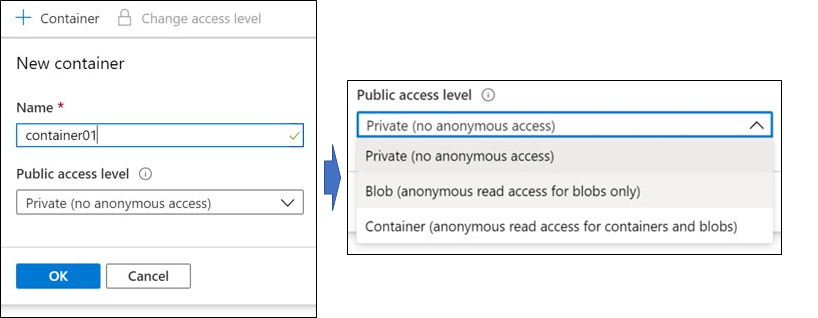 + Container Change access level
New container
Name *
container01
Public access level
Private (no anonymous access)
OK Cancel
Public access level
Private (no anonymous access)
Private (no anonymous access)
Blob (anonymous read access for blobs only)
Container (anonymous read access for containers and blobs)